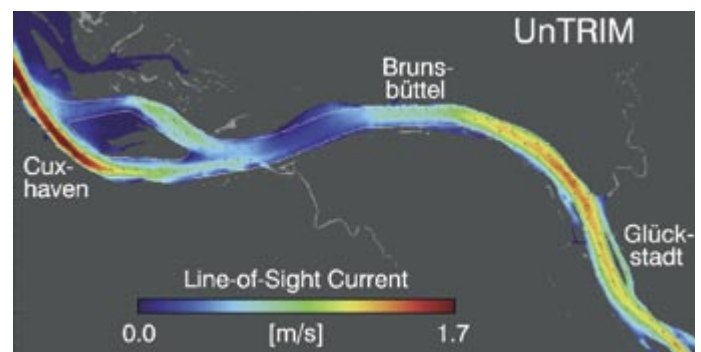 UnTRIM
Bruns-
büttel
Cux-
haven
Glück-
stadt
Line-of-Sight Current
0.0 [m/s] 1.7